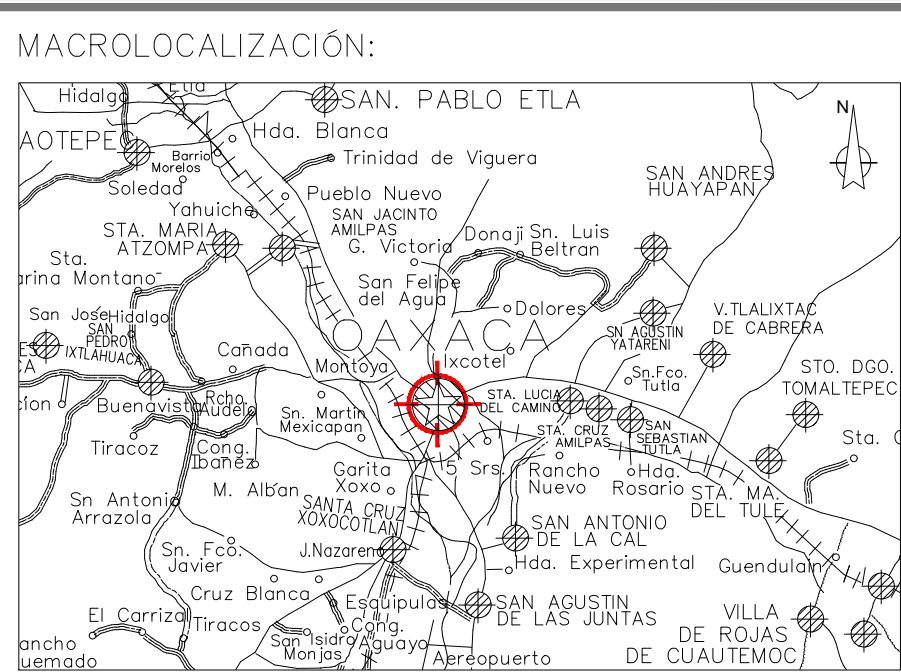 MACROLOCALIZACIÓN:
Hidalgo
Etla
SAN. PABLO ETLA
N
AOTEPEC
Hda. Blanca
Barrio
Morelos
Trinidad de Viguera
Soledad
SAN ANDRES
HUAYAPAN
Pueblo Nuevo
Yahuiche
SAN JACINTO
AMILPAS
STA. MARIA
ATZOMPA
G. Victoria
Donaji
Sn. Luis
Beltran
Sta.
arina Montano
San Felipe
del Agua
Dolores
San José
Hidalgo
SAN
PEDRO
IXTLAHUACA
OAXACA
SN AGUSTIN
YATARENI
V.TLALIXTAC
DE CABRERA
ES
CA
Cañada
Montoya
Ixcotel
Sn.Fco.
Tutla
STO. DGO.
TOMALTEPEC
cion
Buenavista
Rcho.
Audelo
Sn. Martin
Mexicapan
STA. LUCIA
DEL CAMINO
STA. CRUZ
AMILPAS
SAN
SEBASTIAN
TUTLA
Tiracoz
Cong.
Ibañez
Garita
Xoxo
5 Srs.
Rancho
Nuevo
Hda.
Rosario
STA. MA.
DEL TULE
Sta.
M. Alban
Sn Antonio
Arrazola
SANTA CRUZ
XOXOCOTLAN
SAN ANTONIO
DE LA CAL
Sn. Fco.
Javier
J.Nazareno
Hda. Experimental
Guendulain
Cruz Blanca
Esquipulas
SAN AGUSTIN
DE LAS JUNTAS
El Carrizal
Tiracos
San Isidro
Monjas
Cong.
Aguayo
VILLA
DE ROJAS
DE CUAUTEMOC
ancho
uemado
Aereopuerto